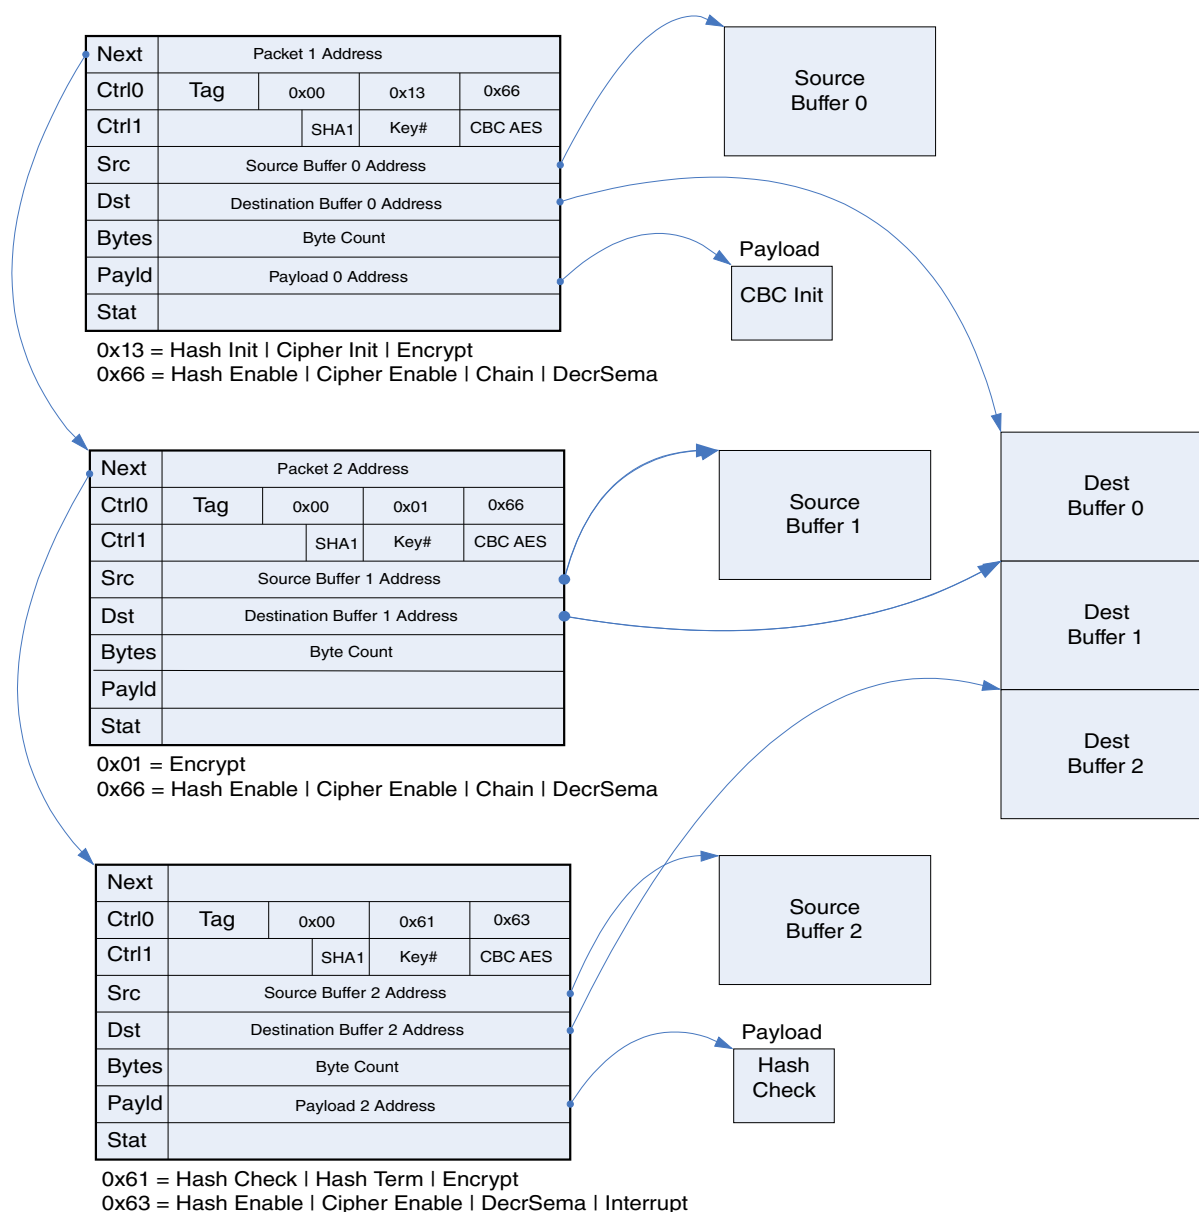 Next Packet 1 Address
Ctrl0 Tag 0x00 0x13 0x66
Ctrl1 SHA1 Key# CBC AES
Src Source Buffer 0 Address
Dst Destination Buffer 0 Address
Bytes Byte Count
Payld Payload 0 Address
Stat
0x13 = Hash Init | Cipher Init | Encrypt
0x66 = Hash Enable | Cipher Enable | Chain | DecrSema
Source
Buffer 0
Payload
CBC Init
Next Packet 2 Address
Ctrl0 Tag 0x00 0x01 0x66
Ctrl1 SHA1 Key# CBC AES
Src Source Buffer 1 Address
Dst Destination Buffer 1 Address
Bytes Byte Count
Payld
Stat
0x01 = Encrypt
0x66 = Hash Enable | Cipher Enable | Chain | DecrSema
Source
Buffer 1
Dest
Buffer 0
Dest
Buffer 1
Dest
Buffer 2
Next
Ctrl0 Tag 0x00 0x61 0x63
Ctrl1 SHA1 Key# CBC AES
Src Source Buffer 2 Address
Dst Destination Buffer 2 Address
Bytes Byte Count
Payld Payload 2 Address
Stat
0x61 = Hash Check | Hash Term | Encrypt
0x63 = Hash Enable | Cipher Enable | DecrSema | Interrupt
Source
Buffer 2
Payload
Hash
Check